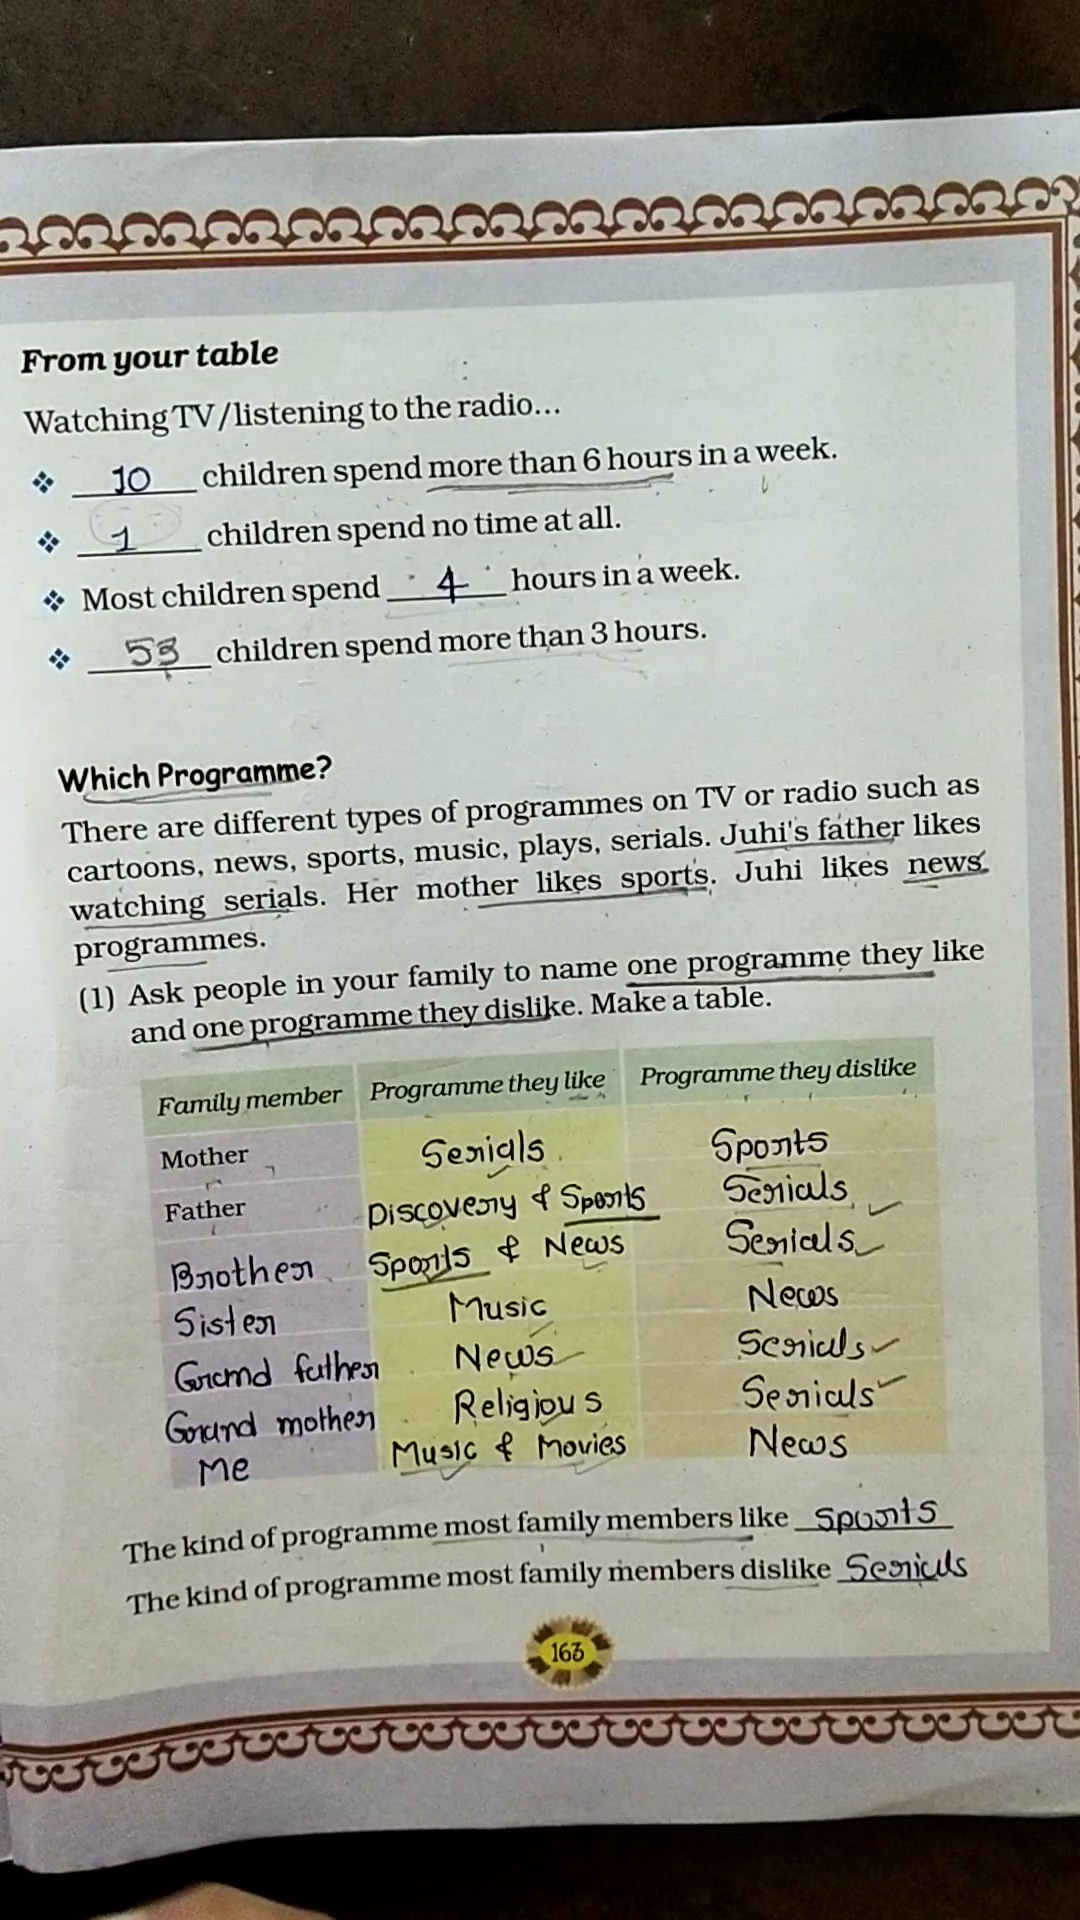 From your table
Watching TV/listening to the radio...
❖ 10 children spend more than 6 hours in a week.
❖ 1 children spend no time at all.
❖ Most children spend 4 hours in a week.
❖ 53 children spend more than 3 hours.
Which Programme?
There are different types of programmes on TV or radio such as
cartoons, news, sports, music, plays, serials. Juhi's father likes
watching serials. Her mother likes sports. Juhi likes news
programmes.
(1) Ask people in your family to name one programme they like
and one programme they dislike. Make a table.
Family member Programme they like Programme they dislike
Mother Serials Sports
Father Discovery & Sports Serials
Brother Sports & News Serials
Sister Music News
Grand father News Serials
Grand mother Religious Serials
Me Music & Movies News
The kind of programme most family members like Sports
The kind of programme most family members dislike Serials
163